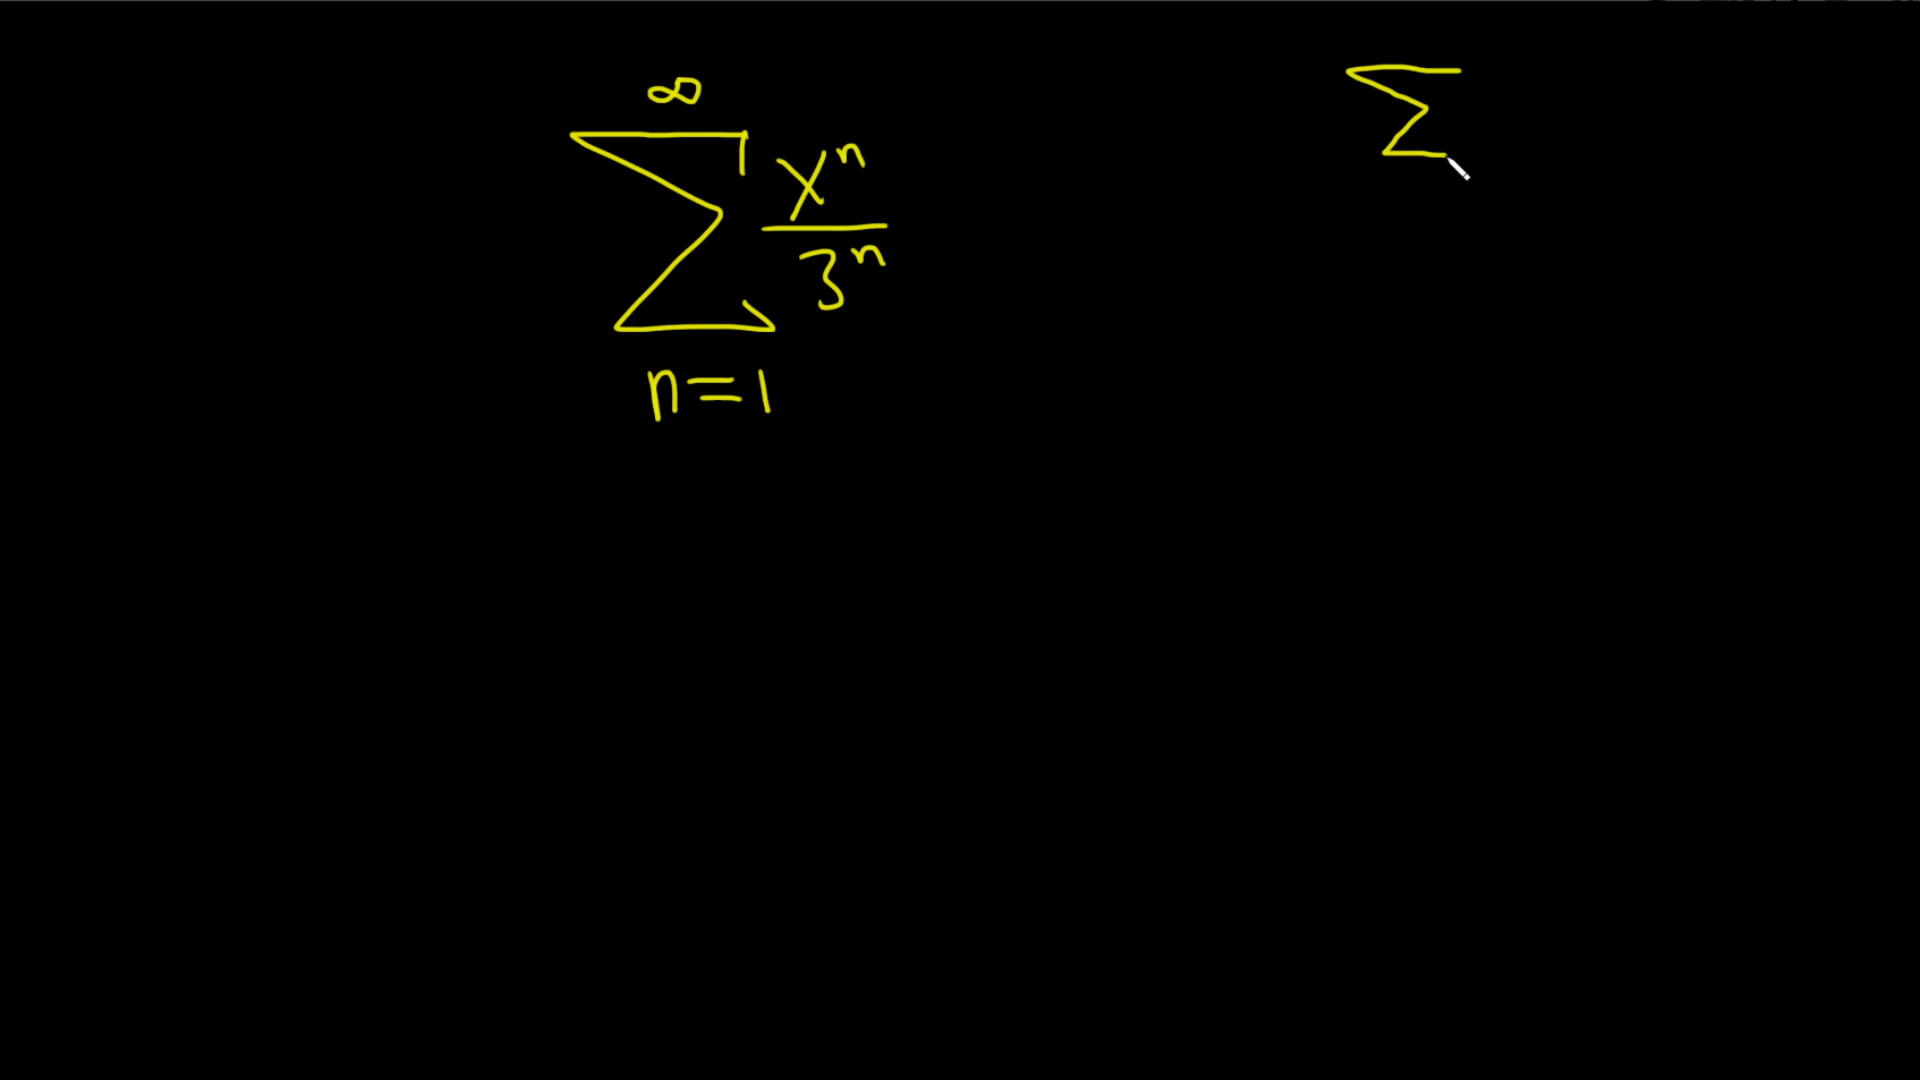 ∞
∑ xⁿ/3ⁿ
n=1
∑